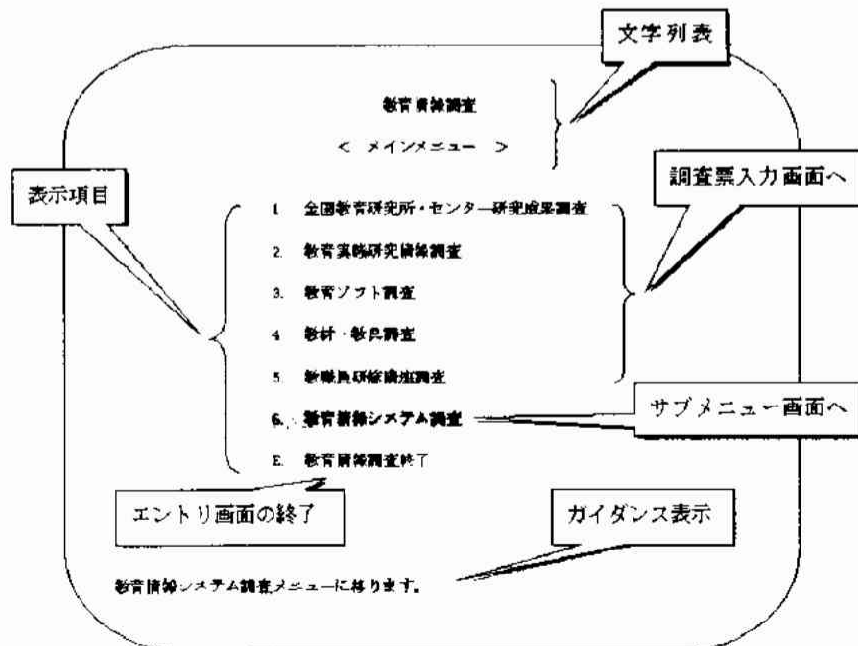 文字列表
教育情報調査
< メインメニュー >
調査票入力画面へ
表示項目
1. 全国教育研究所・センター研究成果調査
2. 教育実践研究情報調査
3. 教育ソフト調査
4 教材・教具調査
5. 教職員研修講座調査
6. 教育情報システム調査
サブメニュー画面へ
E. 教育情報調査終了
エントリ画面の終了
ガイダンス表示
教育情報システム調査メニューに移ります。